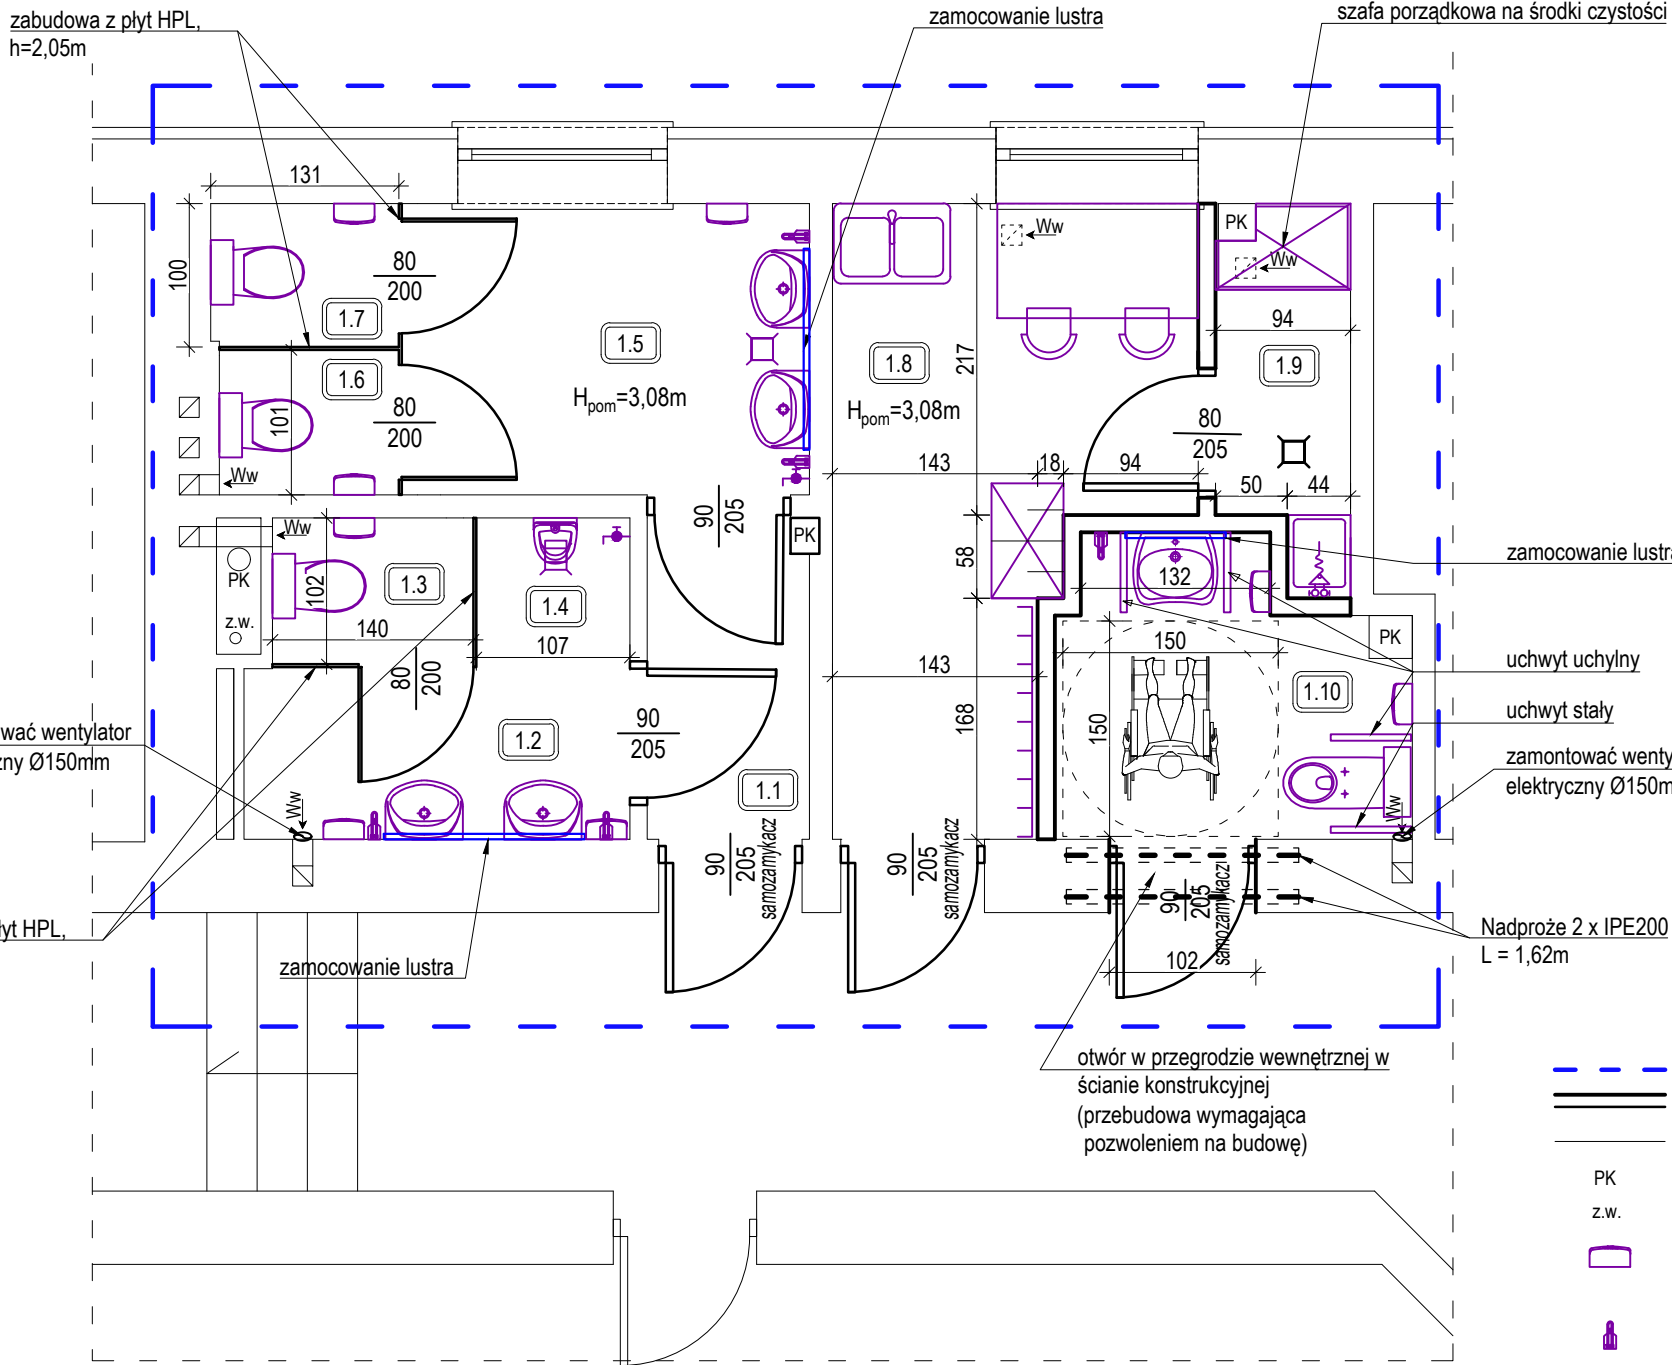 zabudowa z płyt HPL,
h=2,05m
zamocowanie lustra
szafa porządkowa na środki czystości
131
100
80
200
1.7
1.6
80
200
101
Ww
1.5
Hpom=3,08m
1.8
Hpom=3,08m
217
Ww
PK
Ww
94
1.9
80
205
143
18
94
50
44
90
205
PK
58
Ww
PK
z.w.
102
1.3
140
80
200
1.4
107
132
zamocowanie lustra
150
PK
143
168
150
1.10
uchwyt uchylny
uchwyt stały
wać wentylator
zny Ø150mm
1.2
90
205
1.1
Ww
Ww
zamontować wenty
elektryczny Ø150m
90
205
samozamykacz
90
205
samozamykacz
90
205
samozamykacz
102
yt HPL,
zamocowanie lustra
Nadproże 2 x IPE200
L = 1,62m
otwór w przegrodzie wewnętrznej w
ścianie konstrukcyjnej
(przebudowa wymagająca
pozwoleniem na budowę)
PK
z.w.